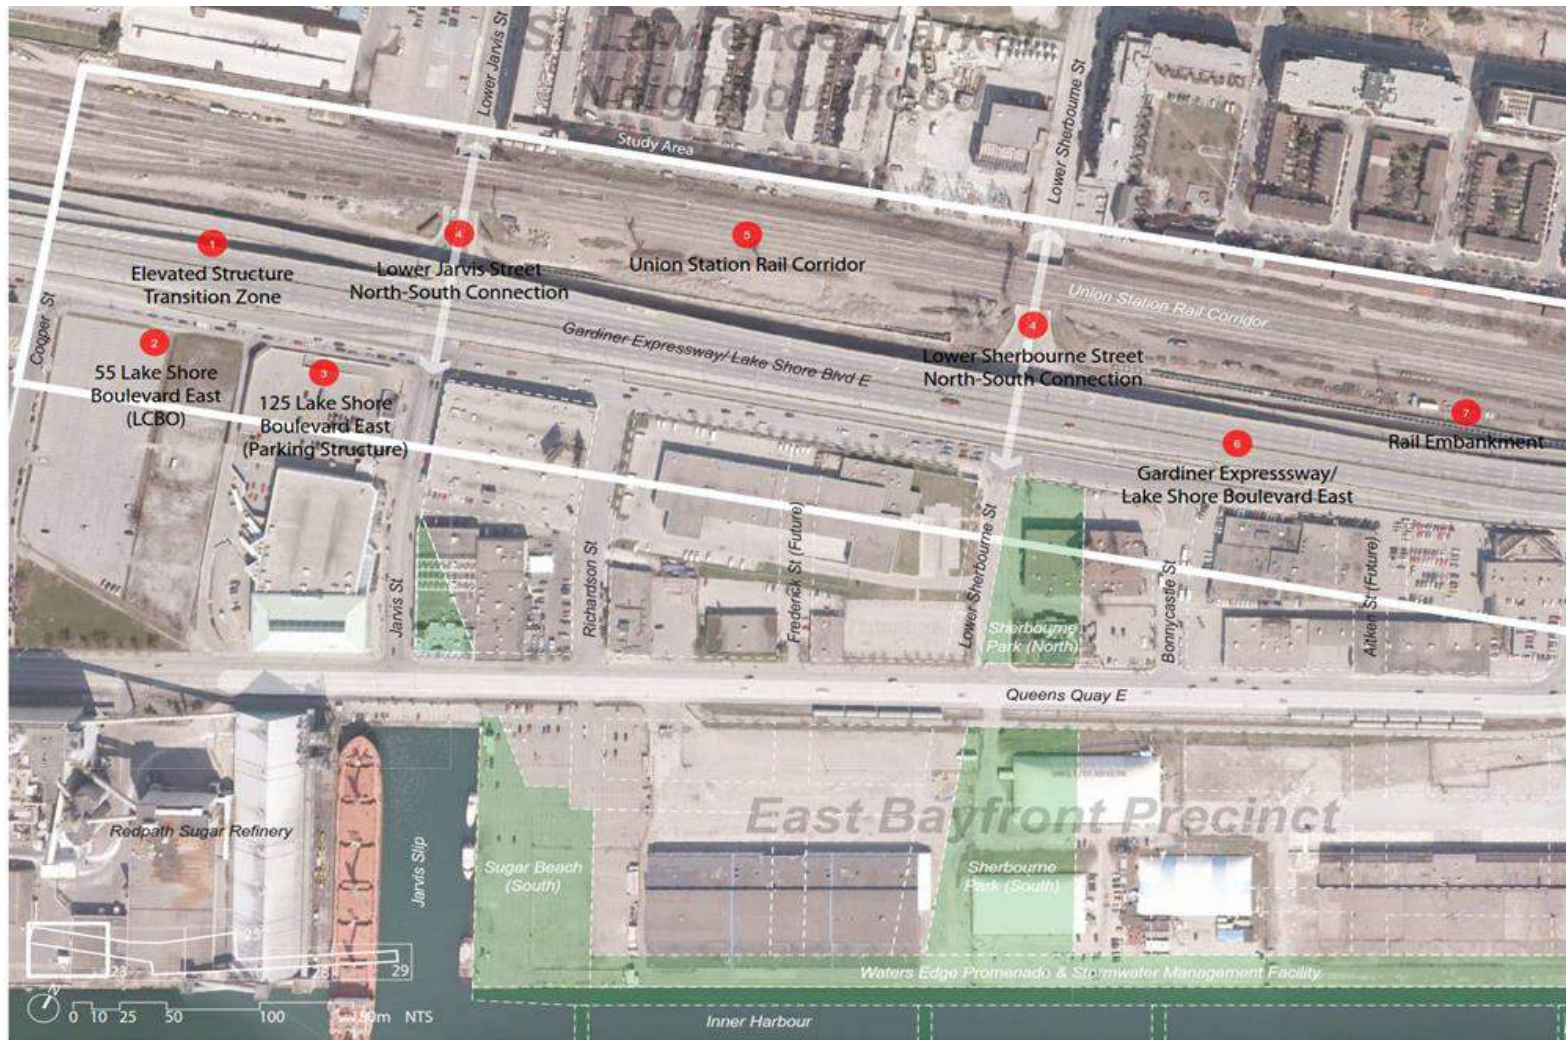 St Lawrence Market
Neighbourhood
Lower Jarvis St
Study Area
Lower Sherbourne St
1
Elevated Structure
Transition Zone
4
Lower Jarvis Street
North-South Connection
5
Union Station Rail Corridor
Union Station Rail Corridor
4
Lower Sherbourne Street
North-South Connection
Cooper St
2
55 Lake Shore
Boulevard East
(LCBO)
3
125 Lake Shore
Boulevard East
(Parking Structure)
Gardiner Expressway/ Lake Shore Blvd E
7
Rail Embankment
6
Gardiner Expresssway/
Lake Shore Boulevard East
Jarvis St
Richardson St
Frederick St (Future)
Lower Sherbourne St
Sherbourne
Park (North)
Bonnycastle St
Aitken St (Future)
Queens Quay E
East Bayfront Precinct
Redpath Sugar Refinery
Jarvis Slip
Sugar Beach
(South)
Sherbourne
Park (South)
Waters Edge Promenade & Stormwater Management Facility
23
28
29
N
0 10 25 50 100 150m NTS
Inner Harbour